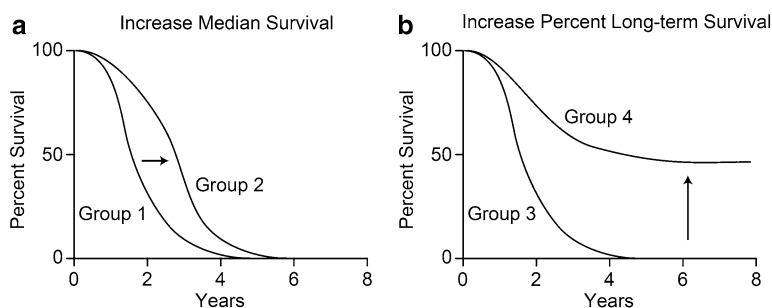 a
Increase Median Survival
100
50
0
Percent Survival
Group 1
Group 2
0 2 4 6 8
Years
b
Increase Percent Long-term Survival
100
50
0
Percent Survival
Group 4
Group 3
0 2 4 6 8
Years